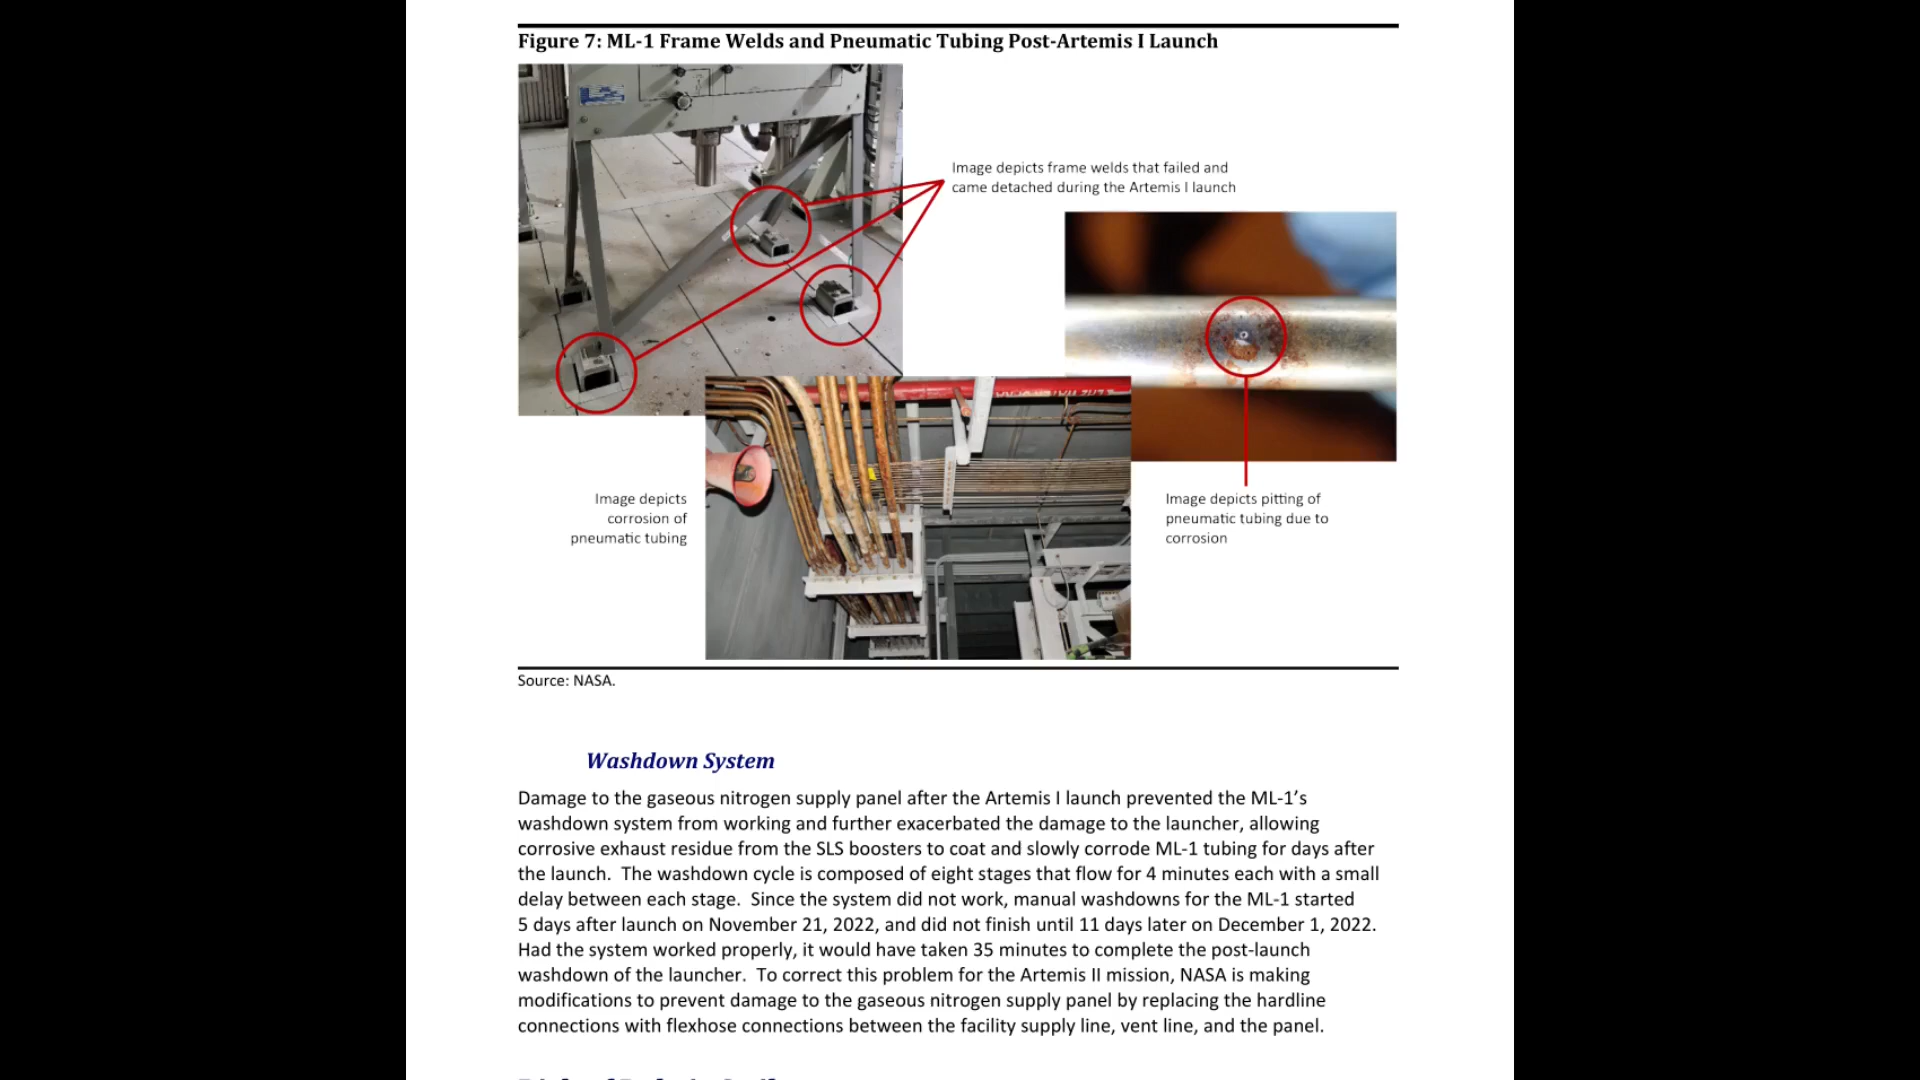 Figure 7: ML-1 Frame Welds and Pneumatic Tubing Post-Artemis I Launch
Image depicts frame welds that failed and
came detached during the Artemis I launch
Image depicts
corrosion of
pneumatic tubing
Image depicts pitting of
pneumatic tubing due to
corrosion
Source: NASA.
Washdown System
Damage to the gaseous nitrogen supply panel after the Artemis I launch prevented the ML-1’s
washdown system from working and further exacerbated the damage to the launcher, allowing
corrosive exhaust residue from the SLS boosters to coat and slowly corrode ML-1 tubing for days after
the launch.  The washdown cycle is composed of eight stages that flow for 4 minutes each with a small
delay between each stage.  Since the system did not work, manual washdowns for the ML-1 started
5 days after launch on November 21, 2022, and did not finish until 11 days later on December 1, 2022.
Had the system worked properly, it would have taken 35 minutes to complete the post-launch
washdown of the launcher.  To correct this problem for the Artemis II mission, NASA is making
modifications to prevent damage to the gaseous nitrogen supply panel by replacing the hardline
connections with flexhose connections between the facility supply line, vent line, and the panel.